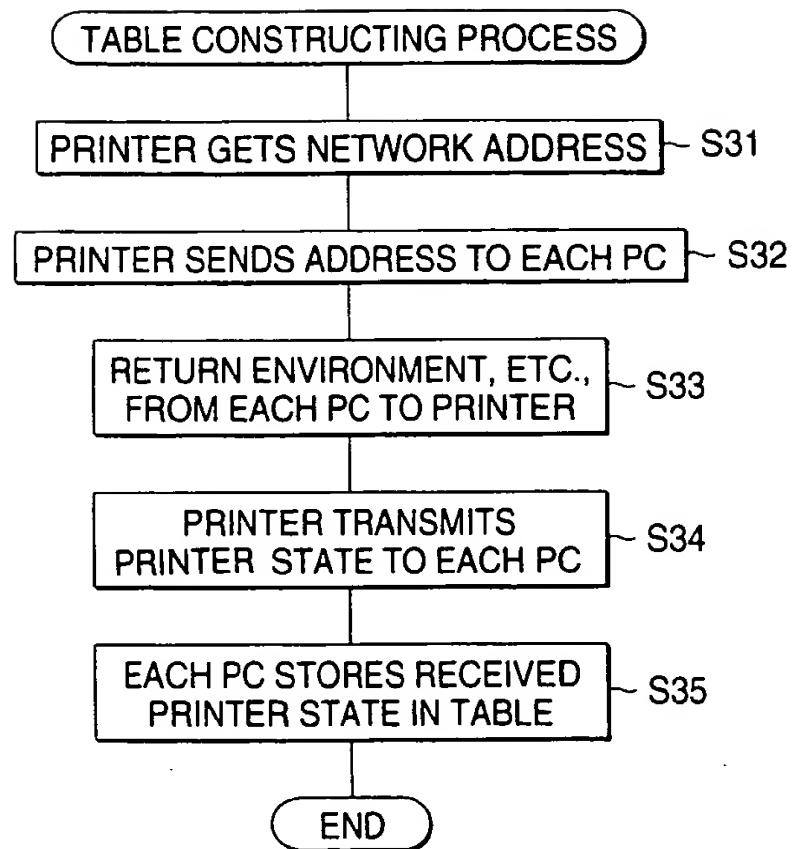 TABLE CONSTRUCTING PROCESS
PRINTER GETS NETWORK ADDRESS
S31
PRINTER SENDS ADDRESS TO EACH PC
S32
RETURN ENVIRONMENT, ETC.,
FROM EACH PC TO PRINTER
S33
PRINTER TRANSMITS
PRINTER STATE TO EACH PC
S34
EACH PC STORES RECEIVED
PRINTER STATE IN TABLE
S35
END